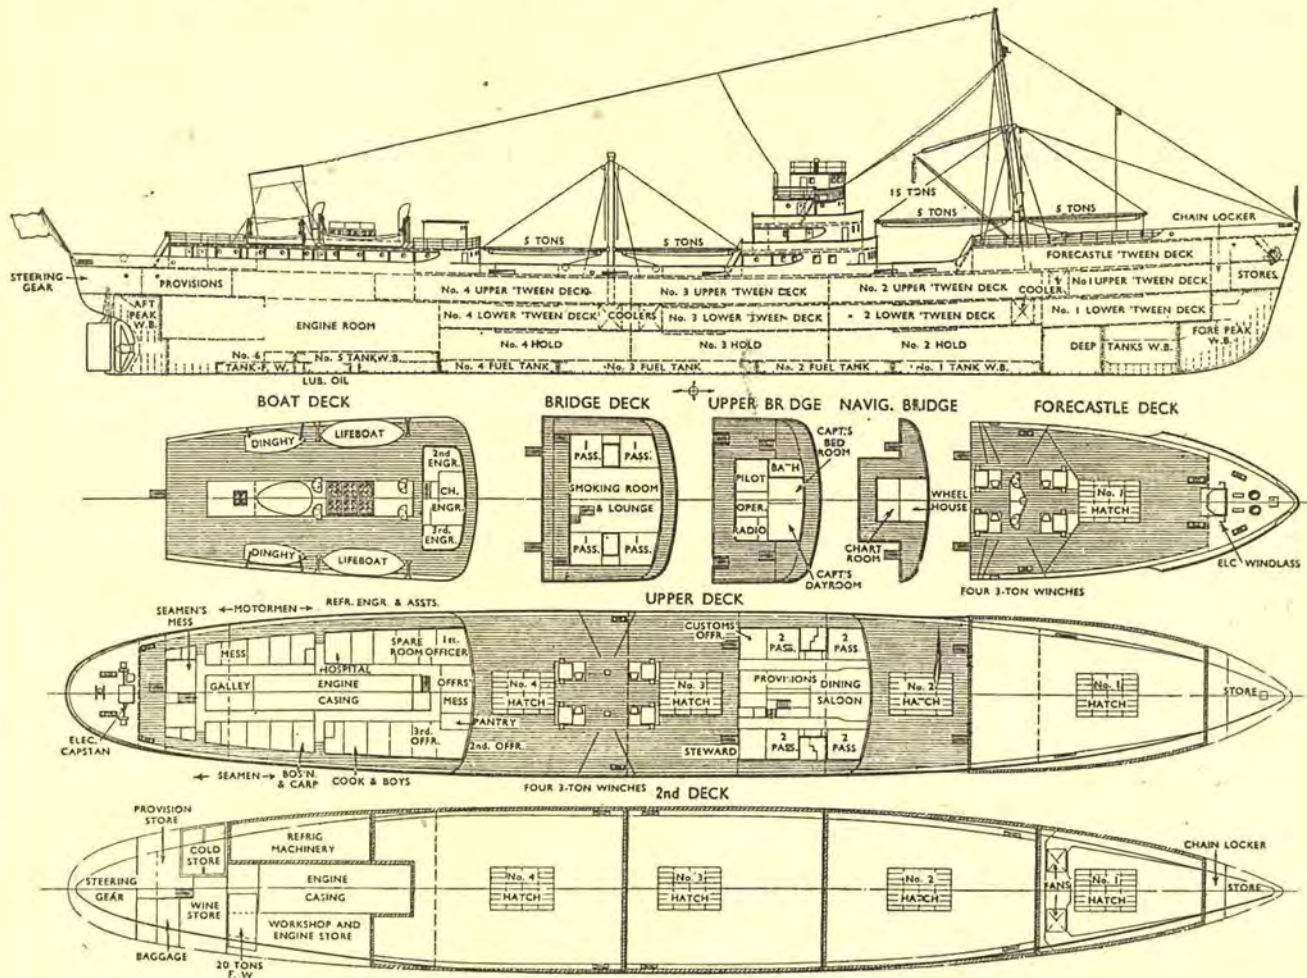 15 TONS
5 TONS
5 TONS
5 TONS
5 TONS
CHAIN LOCKER
FORECASTLE 'TWEEN DECK
STEERING
GEAR
PROVISIONS
No. 4 UPPER 'TWEEN DECK
No. 3 UPPER 'TWEEN DECK
No. 2 UPPER 'TWEEN DECK
COOLER
No 1 UPPER 'TWEEN DECK
STORES
AFT
PEAK
W.B.
ENGINE ROOM
No. 4 LOWER 'TWEEN DECK
COOLERS
No. 3 LOWER 'TWEEN DECK
2 LOWER 'TWEEN DECK
No. 1 LOWER 'TWEEN DECK
FORE PEAK
W.B.
No. 4 HOLD
No. 3 HOLD
No. 2 HOLD
DEEP
TANKS W.B.
No. 6
TANK F. W.
No. 5 TANK W.B.
No. 4 FUEL TANK
No. 3 FUEL TANK
No. 2 FUEL TANK
No. 1 TANK W.B.
LUB. OIL
BOAT DECK
DINGHY
LIFEBOAT
2nd
ENGR.
CH.
ENGR.
3rd.
ENGR.
DINGHY
LIFEBOAT
BRIDGE DECK
1
PASS.
1
PASS.
SMOKING ROOM
& LOUNGE
1
PASS.
1
PASS.
UPPER BR DGE
CAPT.'S
BED
ROOM
PILOT
BATH
OPER.
RADIO
CAPT'S
DAYROOM
NAVIG. BRIDGE
WHEEL
HOUSE
CHART
ROOM
FORECASTLE DECK
No. 1
HATCH
ELC WINDLASS
FOUR 3-TON WINCHES
UPPER DECK
SEAMEN'S
MESS
MOTORMEN
REFR. ENGR. & ASSTS.
MESS
SPARE
ROOM
1st.
OFFICER
HOSPITAL
GALLEY
ENGINE
CASING
OFFRS'
MESS
PANTRY
3rd.
OFFR.
2nd. OFFR.
ELEC.
CAPSTAN
SEAMEN
BOS'N.
& CARP
COOK & BOYS
No. 4
HATCH
No. 3
HATCH
FOUR 3-TON WINCHES
CUSTOMS
OFFR.
2
PASS.
2
PASS.
PROVISIONS
DINING
SALOON
STEWARD
2
PASS.
2
PASS
No. 2
HATCH
No. 1
HATCH
STORE
2nd DECK
PROVISION
STORE
COLD
STORE
REFRIG
MACHINERY
STEERING
GEAR
WINE
STORE
ENGINE
CASING
WORKSHOP AND
ENGINE STORE
BAGGAGE
20 TONS
F. W
No. 4
HATCH
No. 3
HATCH
No. 2
HATCH
FANS
No. 1
HATCH
CHAIN LOCKER
STORE